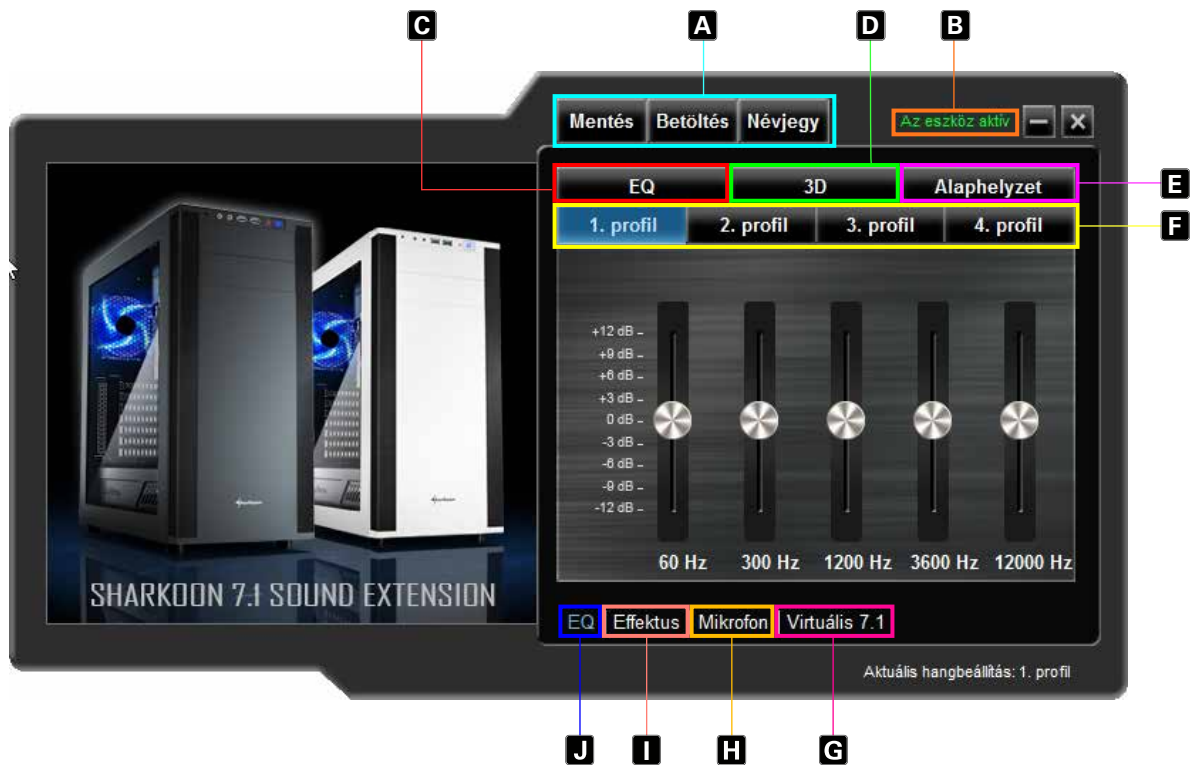 C A D B
Mentés Betöltés Névjegy Az eszköz aktív
EQ 3D Alaphelyzet E
1. profil 2. profil 3. profil 4. profil F
+12 dB
+9 dB
+6 dB
+3 dB
0 dB
-3 dB
-6 dB
-9 dB
-12 dB
60 Hz 300 Hz 1200 Hz 3600 Hz 12000 Hz
SHARKOON 7.1 SOUND EXTENSION
EQ Effektus Mikrofon Virtuális 7.1
Aktuális hangbeállítás: 1. profil
J I H G